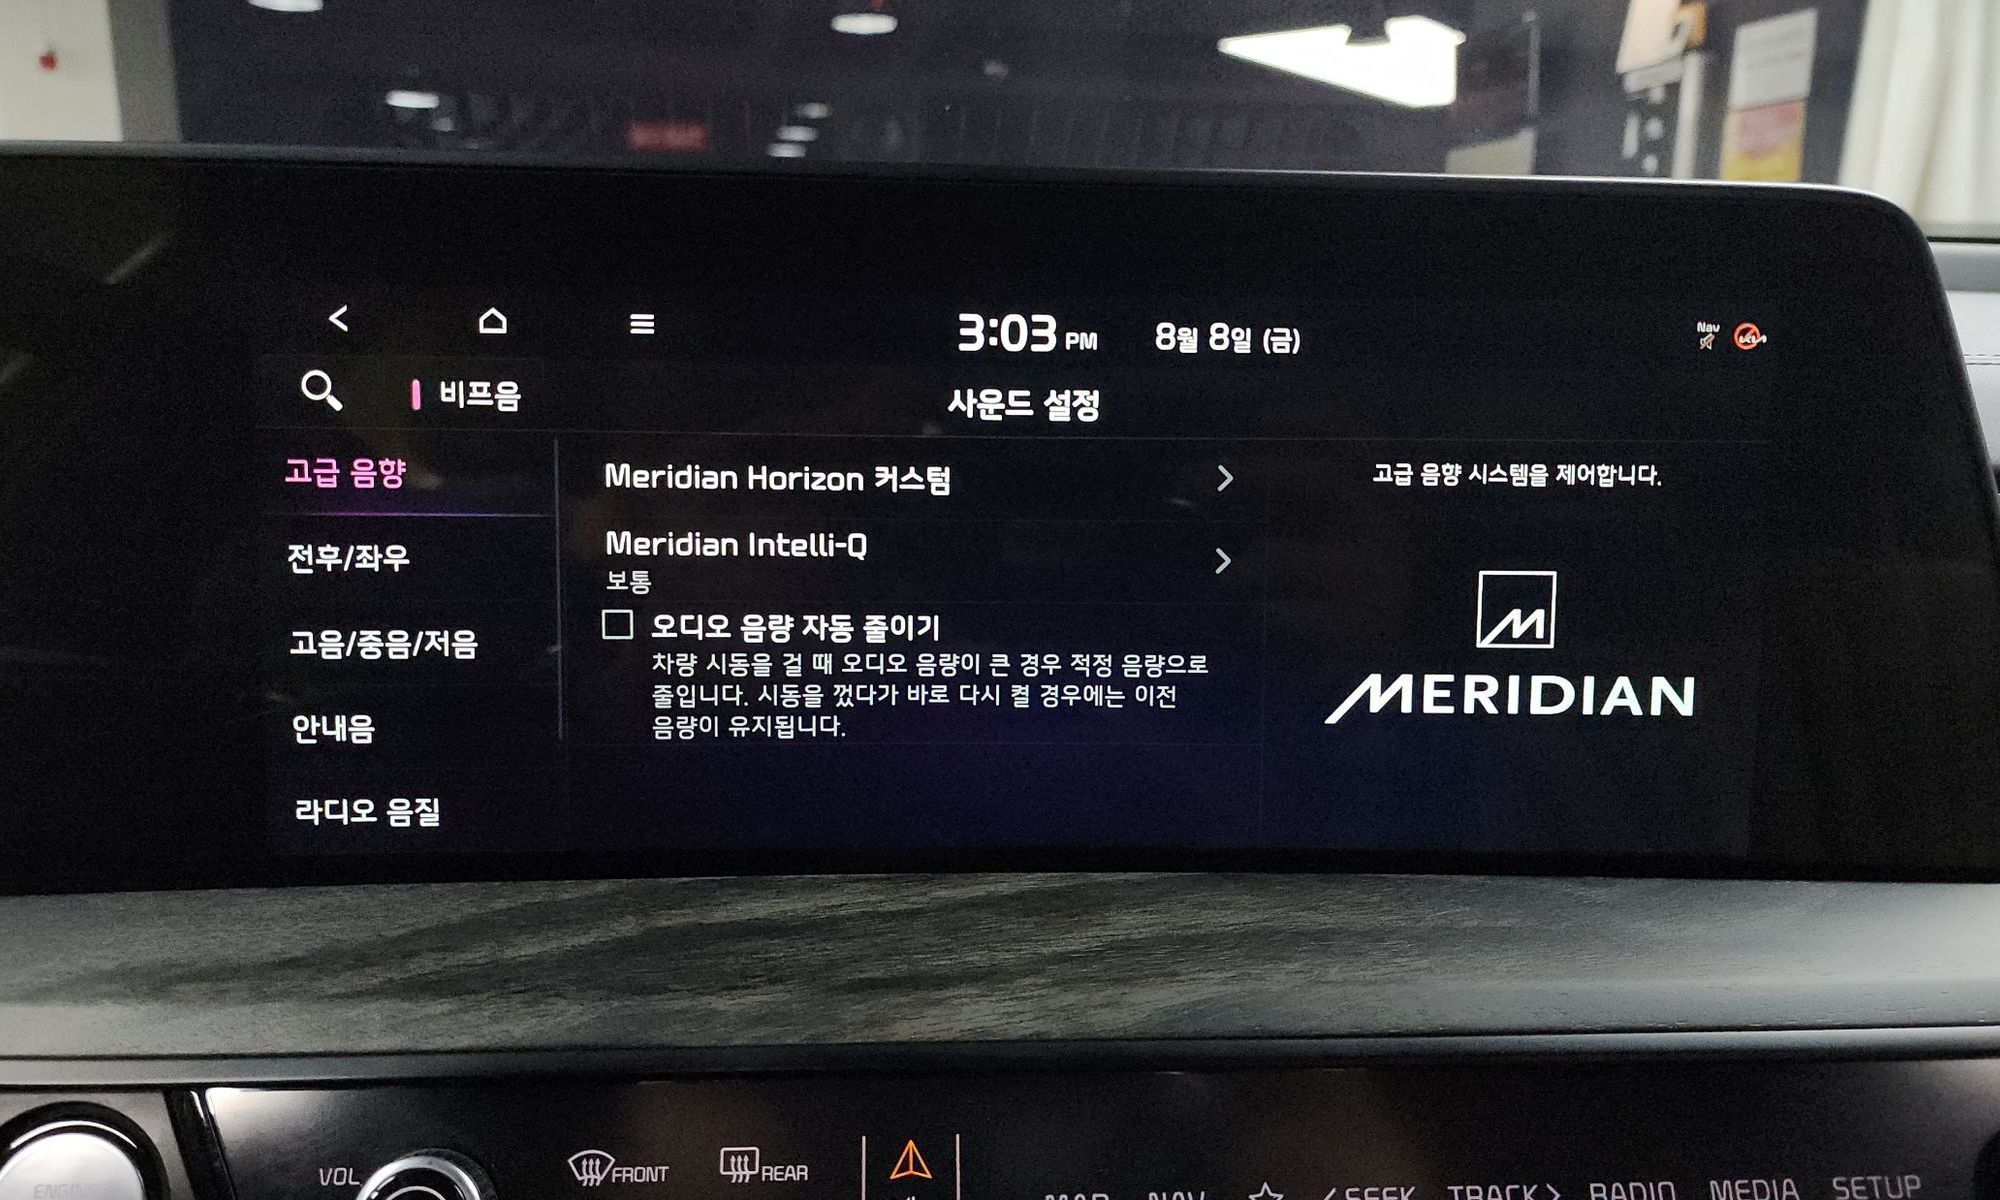 3:03 PM
8월 8일 (금)
Nav
비프음
사운드 설정
고급 음향
전후/좌우
고음/중음/저음
안내음
라디오 음질
Meridian Horizon 커스텀
Meridian Intelli-Q
보통
오디오 음량 자동 줄이기
차량 시동을 걸 때 오디오 음량이 큰 경우 적정 음량으로
줄입니다. 시동을 껐다가 바로 다시 켤 경우에는 이전
음량이 유지됩니다.
고급 음향 시스템을 제어합니다.
M
MERIDIAN
ENGINE
VOL
FRONT
REAR
MAP
NAV
SEEK
TRACK
RADIO
MEDIA
SETUP